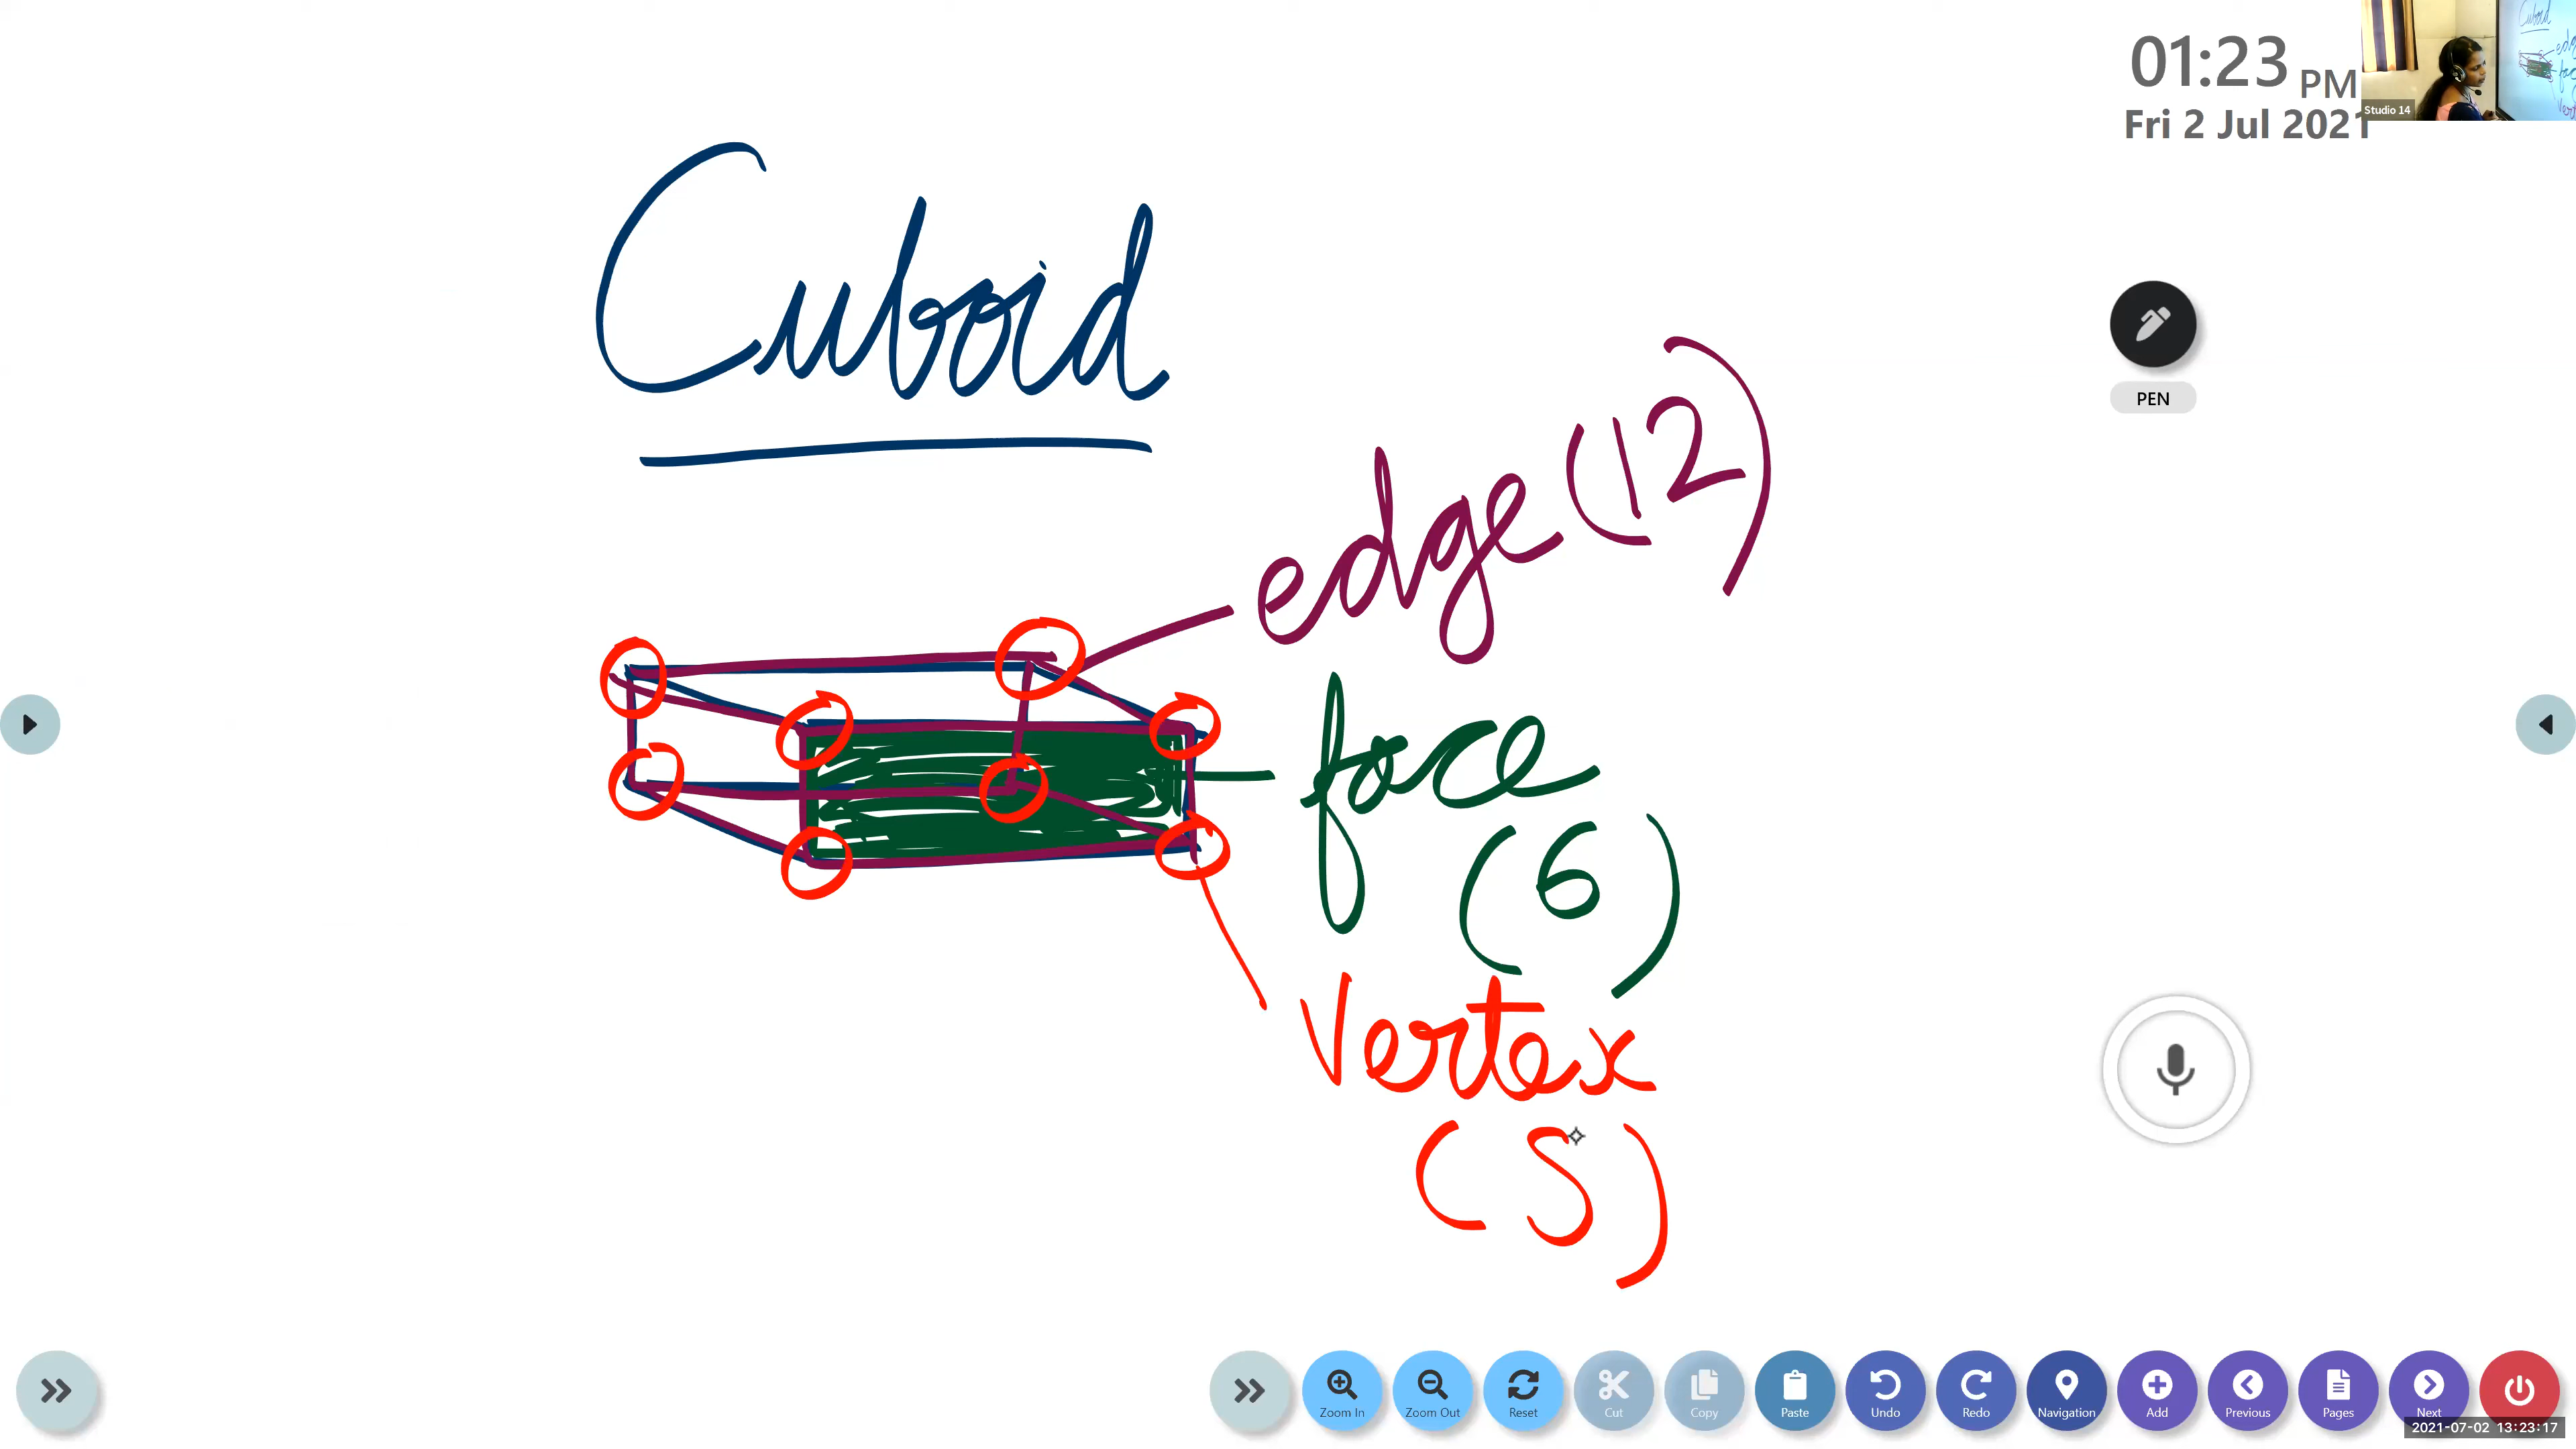 01:23 PM
Fri 2 Jul 2021
Studio 14
Cuboid
PEN
edge (12)
face
(6)
Vertex
(S)
Zoom In
Zoom Out
Reset
Cut
Copy
Paste
Undo
Redo
Navigation
Add
Previous
Pages
Next
2021-07-02 13:23:17